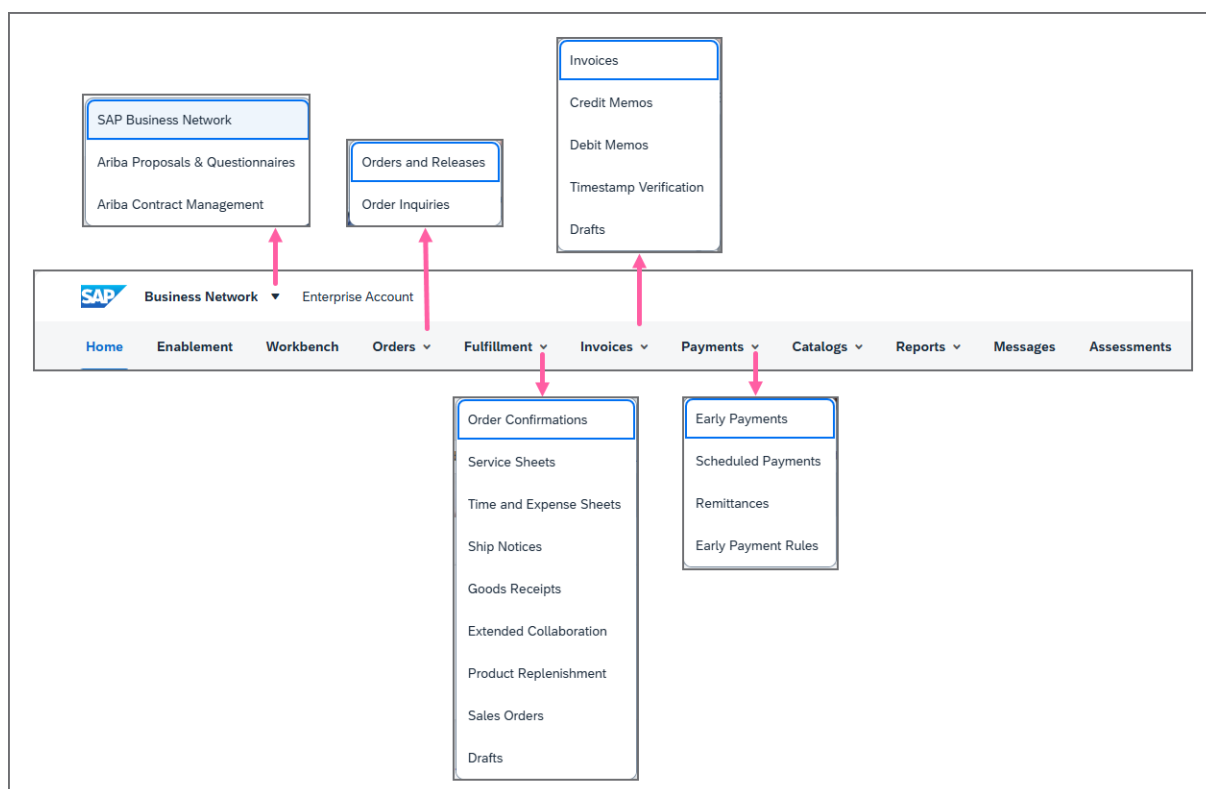 Invoices
Credit Memos
Debit Memos
Timestamp Verification
Drafts
SAP Business Network
Ariba Proposals & Questionnaires
Ariba Contract Management
Orders and Releases
Order Inquiries
SAP Business Network Enterprise Account
Home Enablement Workbench Orders Fulfillment Invoices Payments Catalogs Reports Messages Assessments
Order Confirmations
Service Sheets
Time and Expense Sheets
Ship Notices
Goods Receipts
Extended Collaboration
Product Replenishment
Sales Orders
Drafts
Early Payments
Scheduled Payments
Remittances
Early Payment Rules